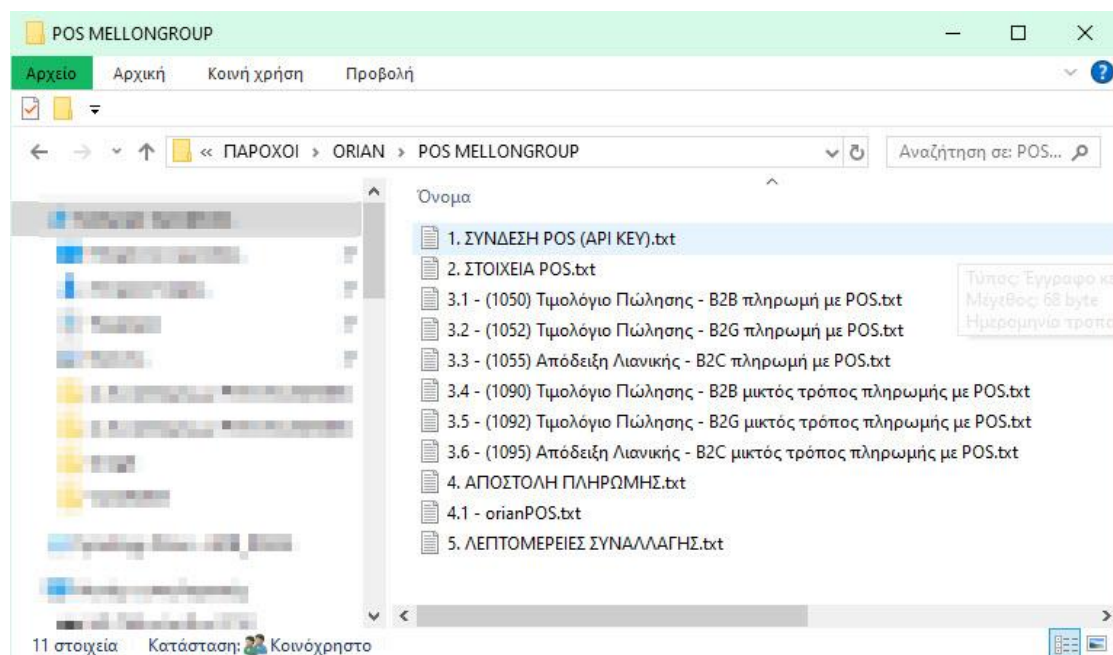 POS MELLONGROUP
Αρχείο Αρχική Κοινή χρήση Προβολή
« ΠΑΡΟΧΟΙ > ORIAN > POS MELLONGROUP Αναζήτηση σε: POS...
Όνομα
1. ΣΥΝΔΕΣΗ POS (API KEY).txt
2. ΣΤΟΙΧΕΙΑ POS.txt
Τύπος: Έγγραφο κε
3.1 - (1050) Τιμολόγιο Πώλησης - B2B πληρωμή με POS.txt
Μέγεθος: 68 byte
3.2 - (1052) Τιμολόγιο Πώλησης - B2G πληρωμή με POS.txt
Ημερομηνία τροπο
3.3 - (1055) Απόδειξη Λιανικής - B2C πληρωμή με POS.txt
3.4 - (1090) Τιμολόγιο Πώλησης - B2B μικτός τρόπος πληρωμής με POS.txt
3.5 - (1092) Τιμολόγιο Πώλησης - B2G μικτός τρόπος πληρωμής με POS.txt
3.6 - (1095) Απόδειξη Λιανικής - B2C μικτός τρόπος πληρωμής με POS.txt
4. ΑΠΟΣΤΟΛΗ ΠΛΗΡΩΜΗΣ.txt
4.1 - orianPOS.txt
5. ΛΕΠΤΟΜΕΡΕΙΕΣ ΣΥΝΑΛΛΑΓΗΣ.txt
11 στοιχεία Κατάσταση: Κοινόχρηστο